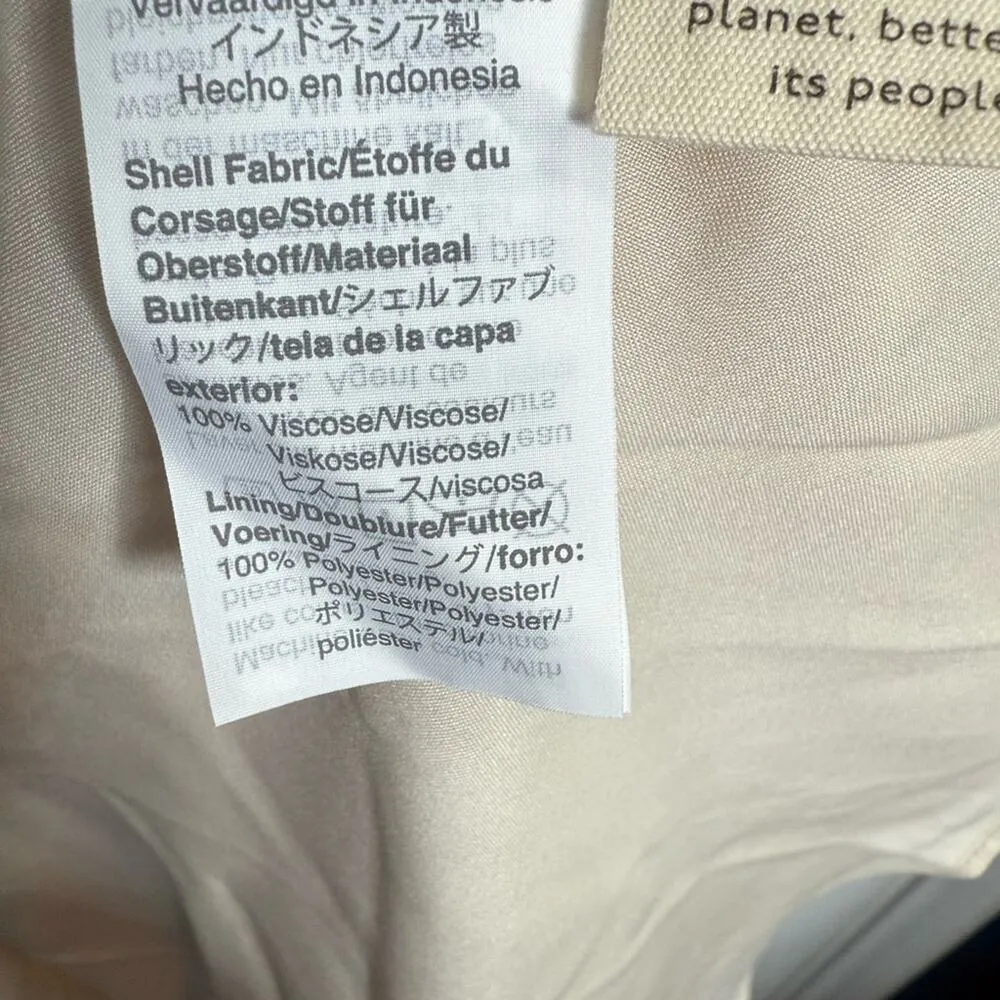 Vervaardigd in Indonesië
インドネシア製
Hecho en Indonesia
Shell Fabric/Étoffe du
Corsage/Stoff für
Oberstoff/Materiaal
Buitenkant/シェルファブ
リック/tela de la capa
exterior:
100% Viscose/Viscose/
Viskose/Viscose/
ビスコース/viscosa
Lining/Doublure/Futter/
Voering/ライニング/forro:
100% Polyester/Polyester/
Polyester/Polyester/
ポリエステル/
poliéster
planet, bette
its people